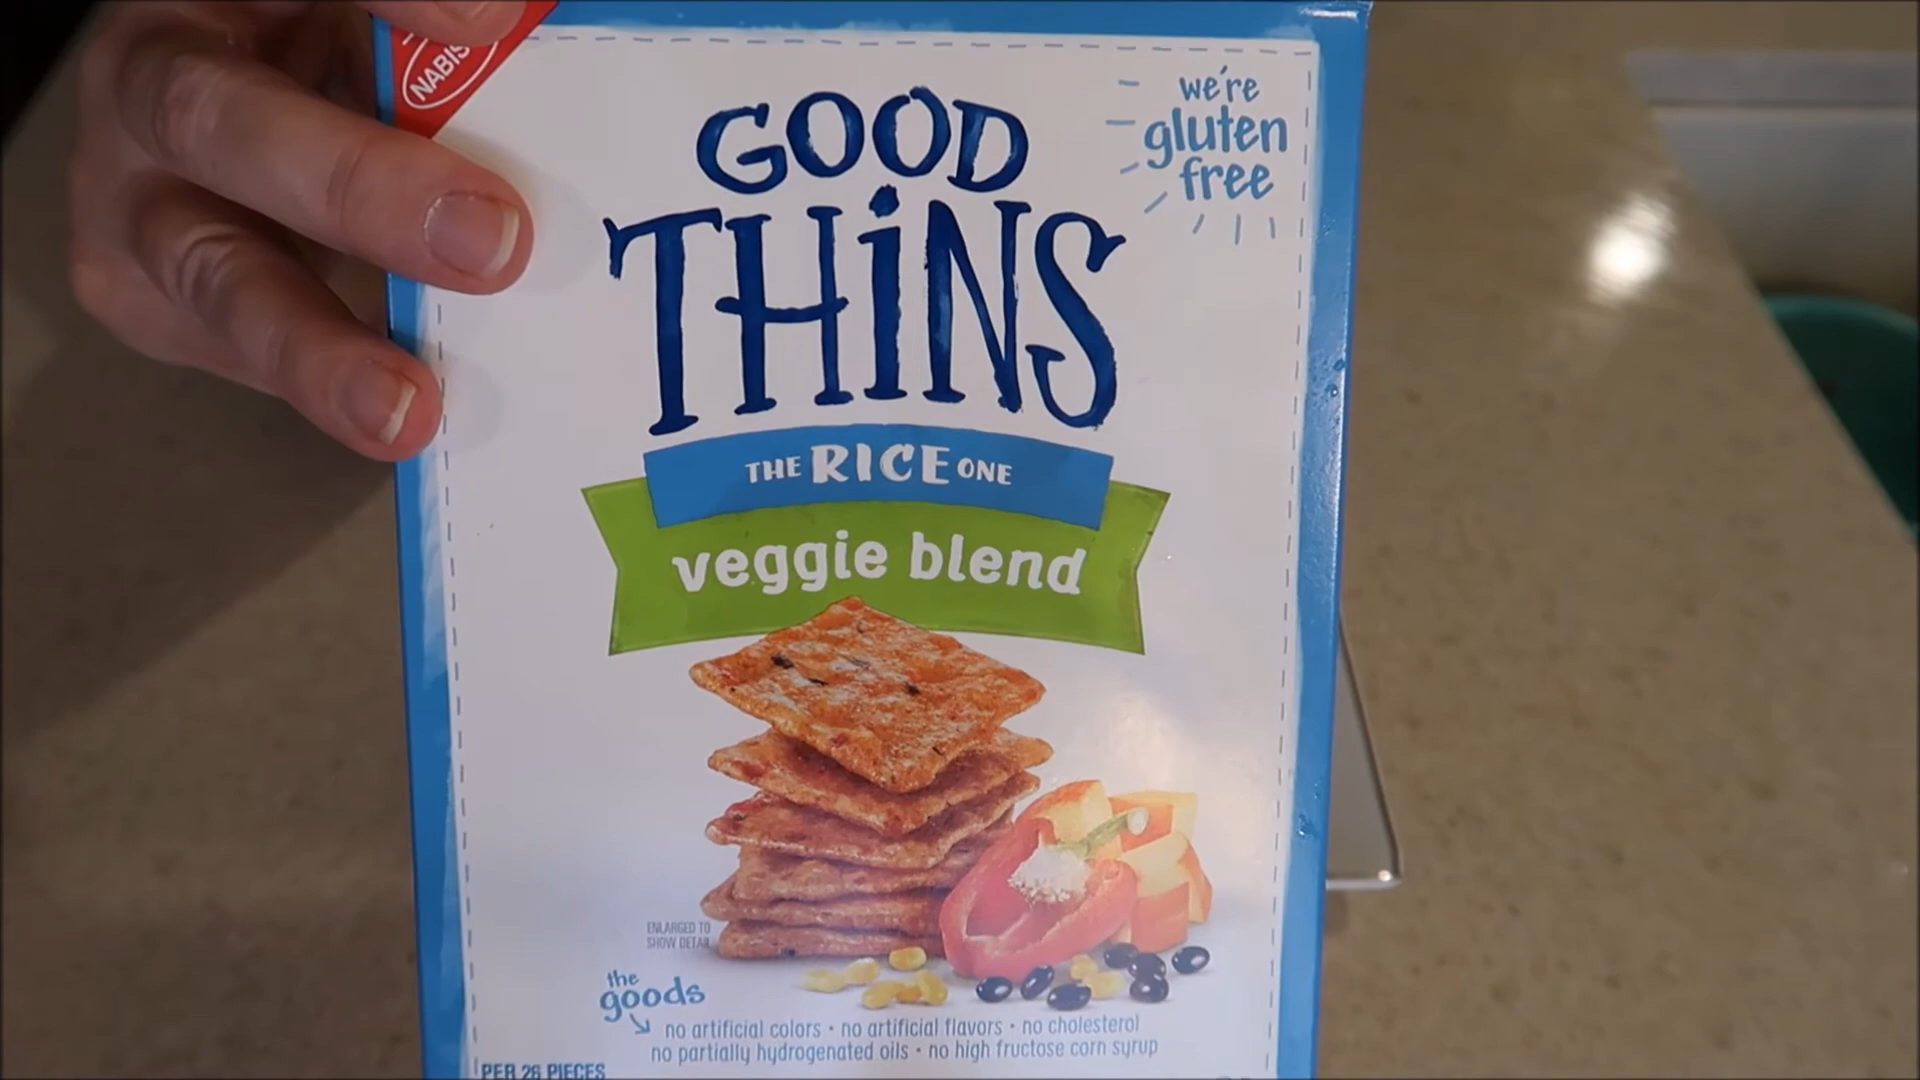 we're
gluten
free
GOOD
THiNS
THE RICE ONE
veggie blend
ENLARGED TO
SHOW DETAIL
the
goods
no artificial colors • no artificial flavors • no cholesterol
no partially hydrogenated oils • no high fructose corn syrup
PER 26 PIECES